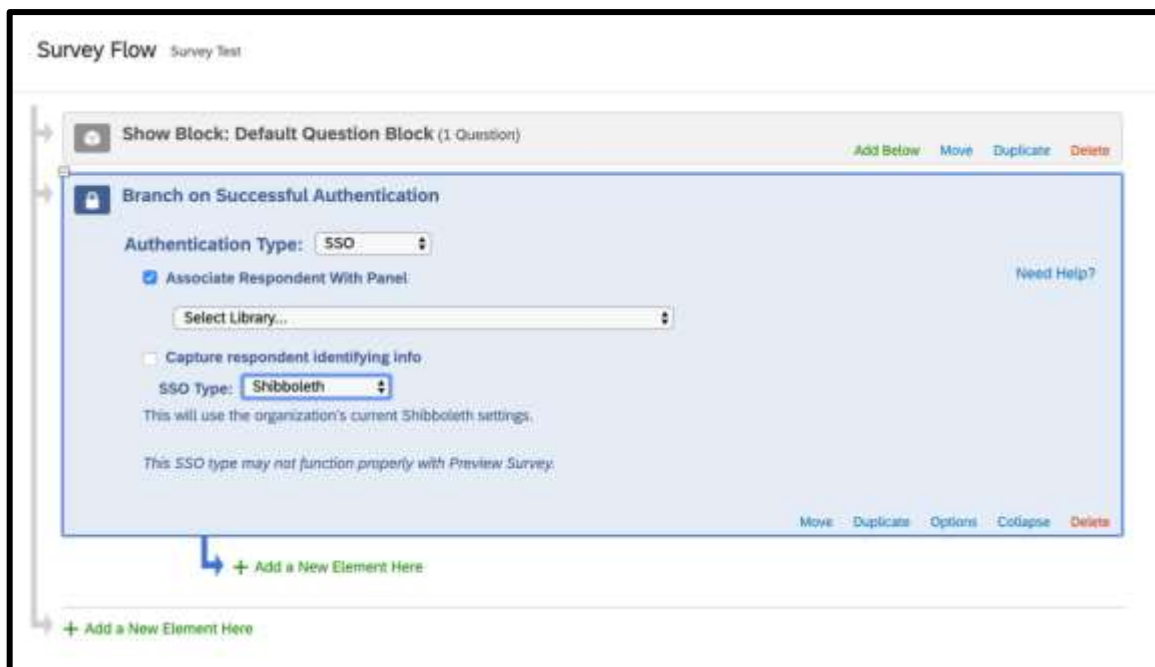 Survey Flow Survey Test
Show Block: Default Question Block (1 Question)
Add Below Move Duplicate Delete
Branch on Successful Authentication
Authentication Type: SSO
Associate Respondent With Panel
Need Help?
Select Library...
Capture respondent identifying info
SSO Type: Shibboleth
This will use the organization's current Shibboleth settings.
This SSO type may not function properly with Preview Survey.
Move Duplicate Options Collapse Delete
+ Add a New Element Here
+ Add a New Element Here